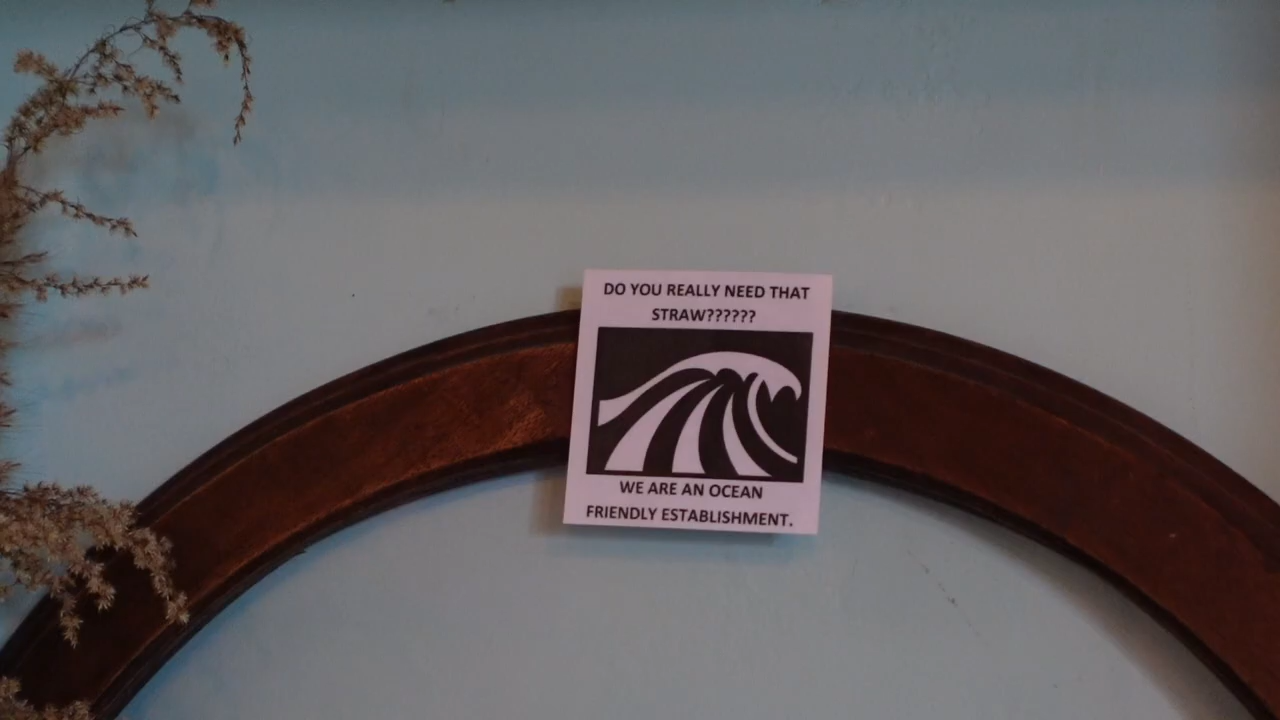 DO YOU REALLY NEED THAT
STRAW??????
WE ARE AN OCEAN
FRIENDLY ESTABLISHMENT.